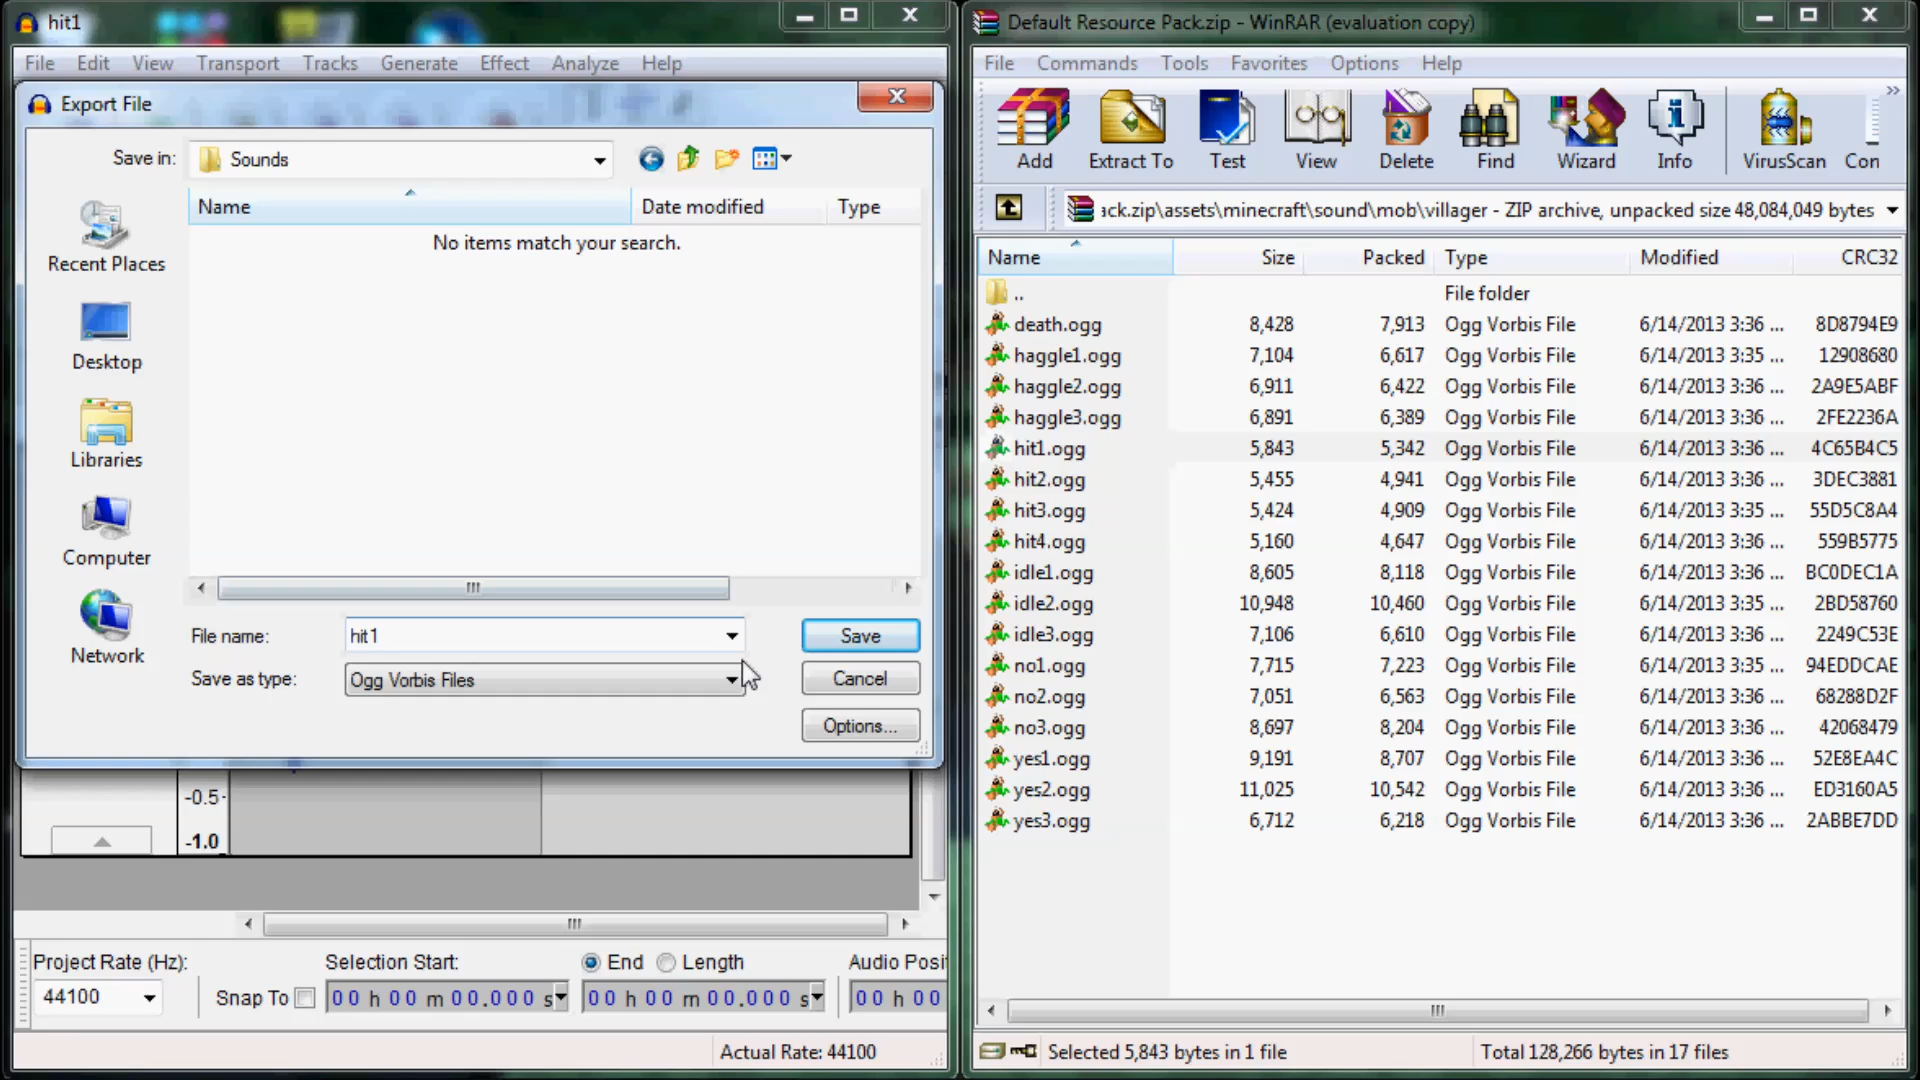 hit1
File Edit View Transport Tracks Generate Effect Analyze Help
Export File
Save in: Sounds
Name Date modified Type
No items match your search.
Recent Places
Desktop
Libraries
Computer
Network
File name: hit1 Save
Save as type: Ogg Vorbis Files Cancel
Options...
-0.5
-1.0
Project Rate (Hz): Selection Start: End Length Audio Posit
44100 Snap To 00 h 00 m 00.000 s 00 h 00 m 00.000 s 00 h 00
Actual Rate: 44100
Default Resource Pack.zip - WinRAR (evaluation copy)
File Commands Tools Favorites Options Help
Add Extract To Test View Delete Find Wizard Info VirusScan Con
ack.zip\assets\minecraft\sound\mob\villager - ZIP archive, unpacked size 48,084,049 bytes
Name Size Packed Type Modified CRC32
.. File folder
death.ogg 8,428 7,913 Ogg Vorbis File 6/14/2013 3:36 ... 8D8794E9
haggle1.ogg 7,104 6,617 Ogg Vorbis File 6/14/2013 3:35 ... 12908680
haggle2.ogg 6,911 6,422 Ogg Vorbis File 6/14/2013 3:36 ... 2A9E5ABF
haggle3.ogg 6,891 6,389 Ogg Vorbis File 6/14/2013 3:36 ... 2FE2236A
hit1.ogg 5,843 5,342 Ogg Vorbis File 6/14/2013 3:36 ... 4C65B4C5
hit2.ogg 5,455 4,941 Ogg Vorbis File 6/14/2013 3:36 ... 3DEC3881
hit3.ogg 5,424 4,909 Ogg Vorbis File 6/14/2013 3:35 ... 55D5C8A4
hit4.ogg 5,160 4,647 Ogg Vorbis File 6/14/2013 3:36 ... 559B5775
idle1.ogg 8,605 8,118 Ogg Vorbis File 6/14/2013 3:36 ... BC0DEC1A
idle2.ogg 10,948 10,460 Ogg Vorbis File 6/14/2013 3:35 ... 2BD58760
idle3.ogg 7,106 6,610 Ogg Vorbis File 6/14/2013 3:36 ... 2249C53E
no1.ogg 7,715 7,223 Ogg Vorbis File 6/14/2013 3:35 ... 94EDDCAE
no2.ogg 7,051 6,563 Ogg Vorbis File 6/14/2013 3:36 ... 68288D2F
no3.ogg 8,697 8,204 Ogg Vorbis File 6/14/2013 3:36 ... 42068479
yes1.ogg 9,191 8,707 Ogg Vorbis File 6/14/2013 3:36 ... 52E8EA4C
yes2.ogg 11,025 10,542 Ogg Vorbis File 6/14/2013 3:36 ... ED3160A5
yes3.ogg 6,712 6,218 Ogg Vorbis File 6/14/2013 3:36 ... 2ABBE7DD
Selected 5,843 bytes in 1 file Total 128,266 bytes in 17 files